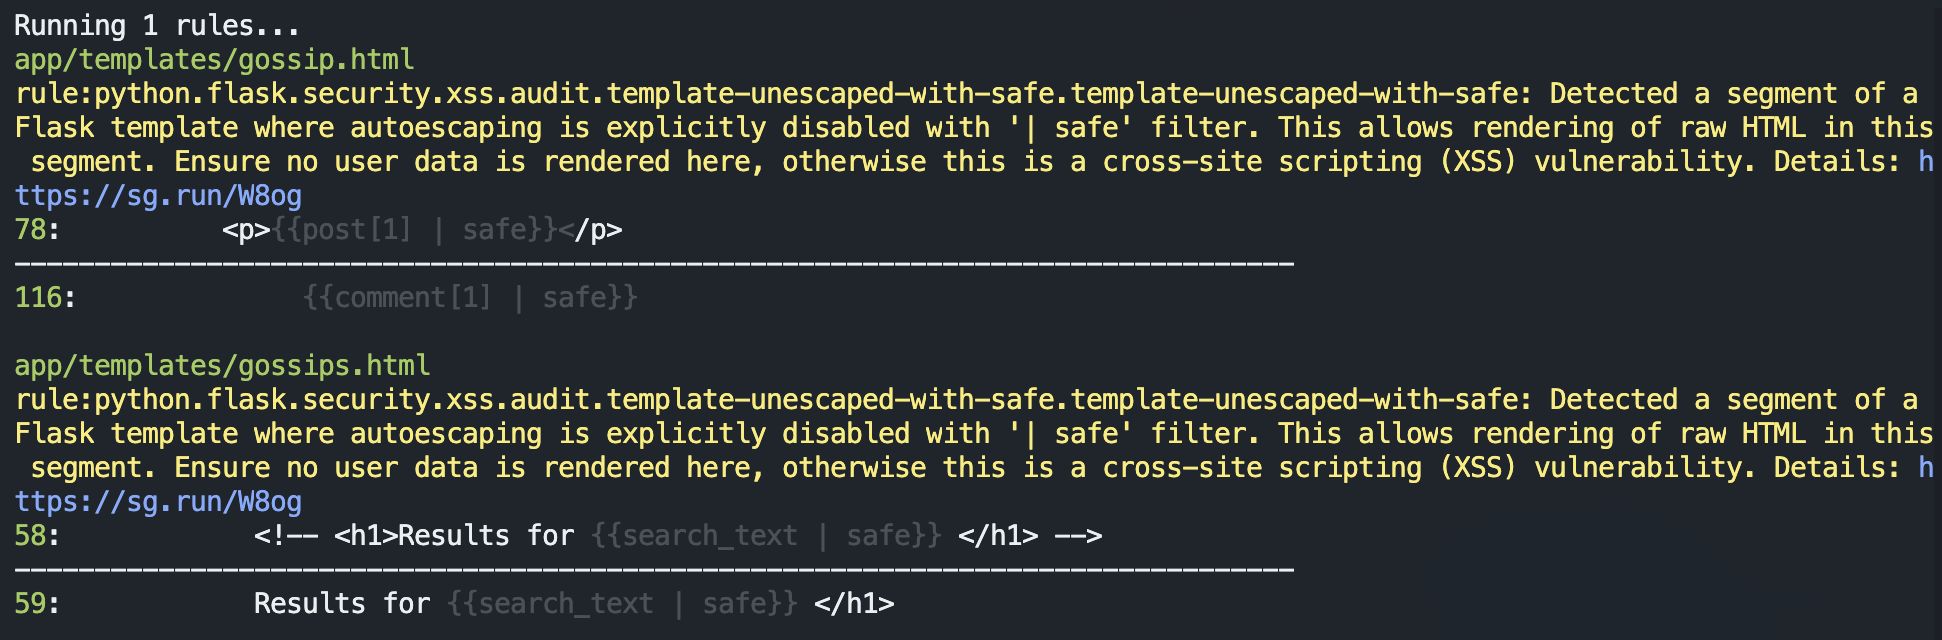 Running 1 rules...
app/templates/gossip.html
rule:python.flask.security.xss.audit.template-unescaped-with-safe.template-unescaped-with-safe: Detected a segment of a
Flask template where autoescaping is explicitly disabled with '| safe' filter. This allows rendering of raw HTML in this
 segment. Ensure no user data is rendered here, otherwise this is a cross-site scripting (XSS) vulnerability. Details: h
ttps://sg.run/W8og
78:          <p>{{post[1] | safe}}</p>
--------------------------------------------------------------------------------
116:              {{comment[1] | safe}}

app/templates/gossips.html
rule:python.flask.security.xss.audit.template-unescaped-with-safe.template-unescaped-with-safe: Detected a segment of a
Flask template where autoescaping is explicitly disabled with '| safe' filter. This allows rendering of raw HTML in this
 segment. Ensure no user data is rendered here, otherwise this is a cross-site scripting (XSS) vulnerability. Details: h
ttps://sg.run/W8og
58:            <!-- <h1>Results for {{search_text | safe}} </h1> -->
--------------------------------------------------------------------------------
59:            Results for {{search_text | safe}} </h1>